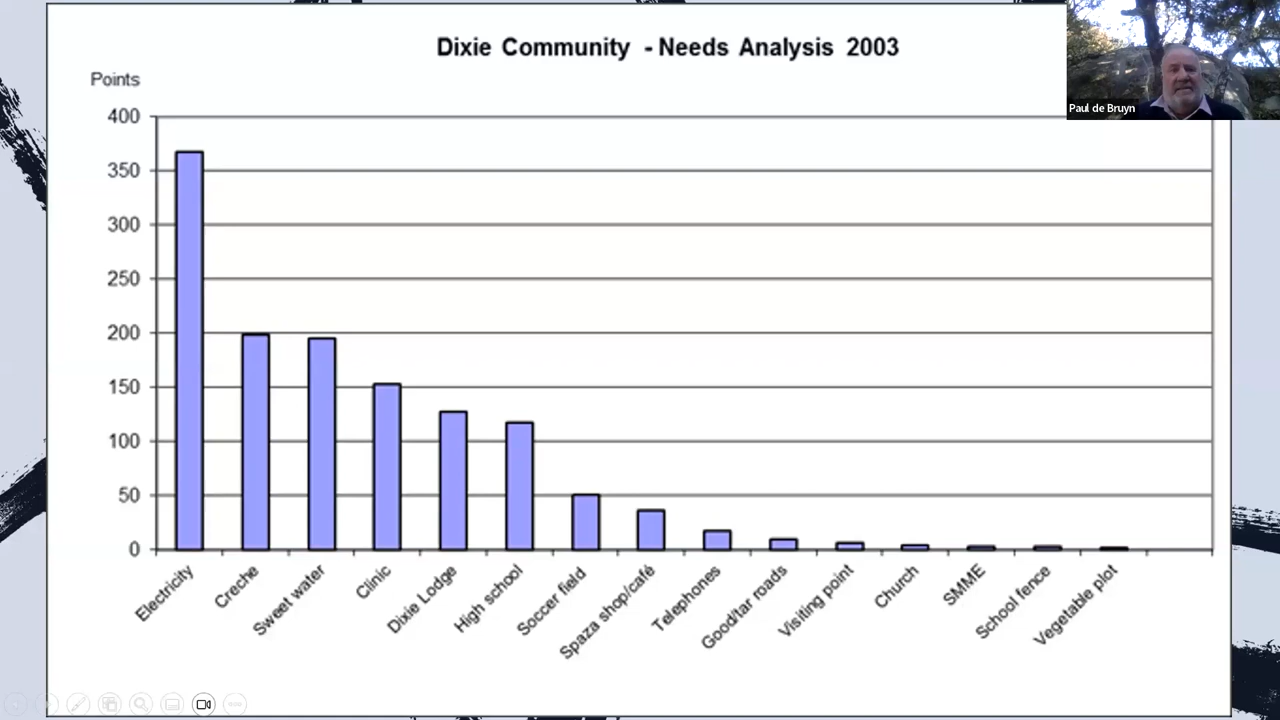 Dixie Community - Needs Analysis 2003
Points
400
350
300
250
200
150
100
50
0
Electricity
Creche
Sweet water
Clinic
Dixie Lodge
High school
Soccer field
Spaza shop/café
Telephones
Good/tar roads
Visiting point
Church
SMME
School fence
Vegetable plot
Paul de Bruyn